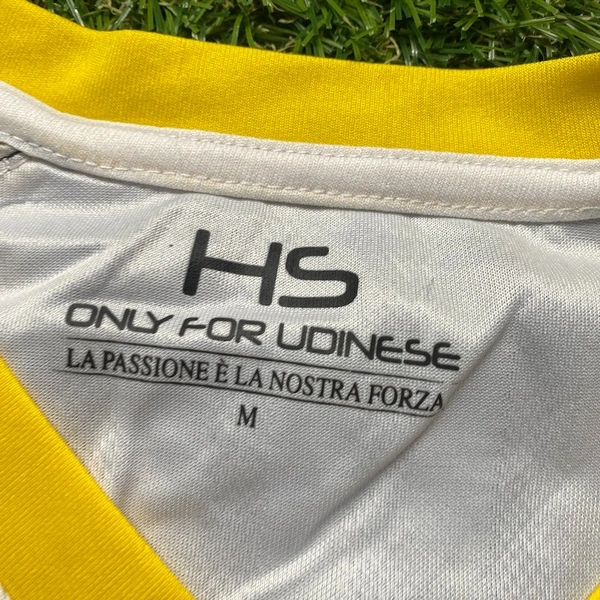 HS
ONLY FOR UDINESE
LA PASSIONE È LA NOSTRA FORZA
M